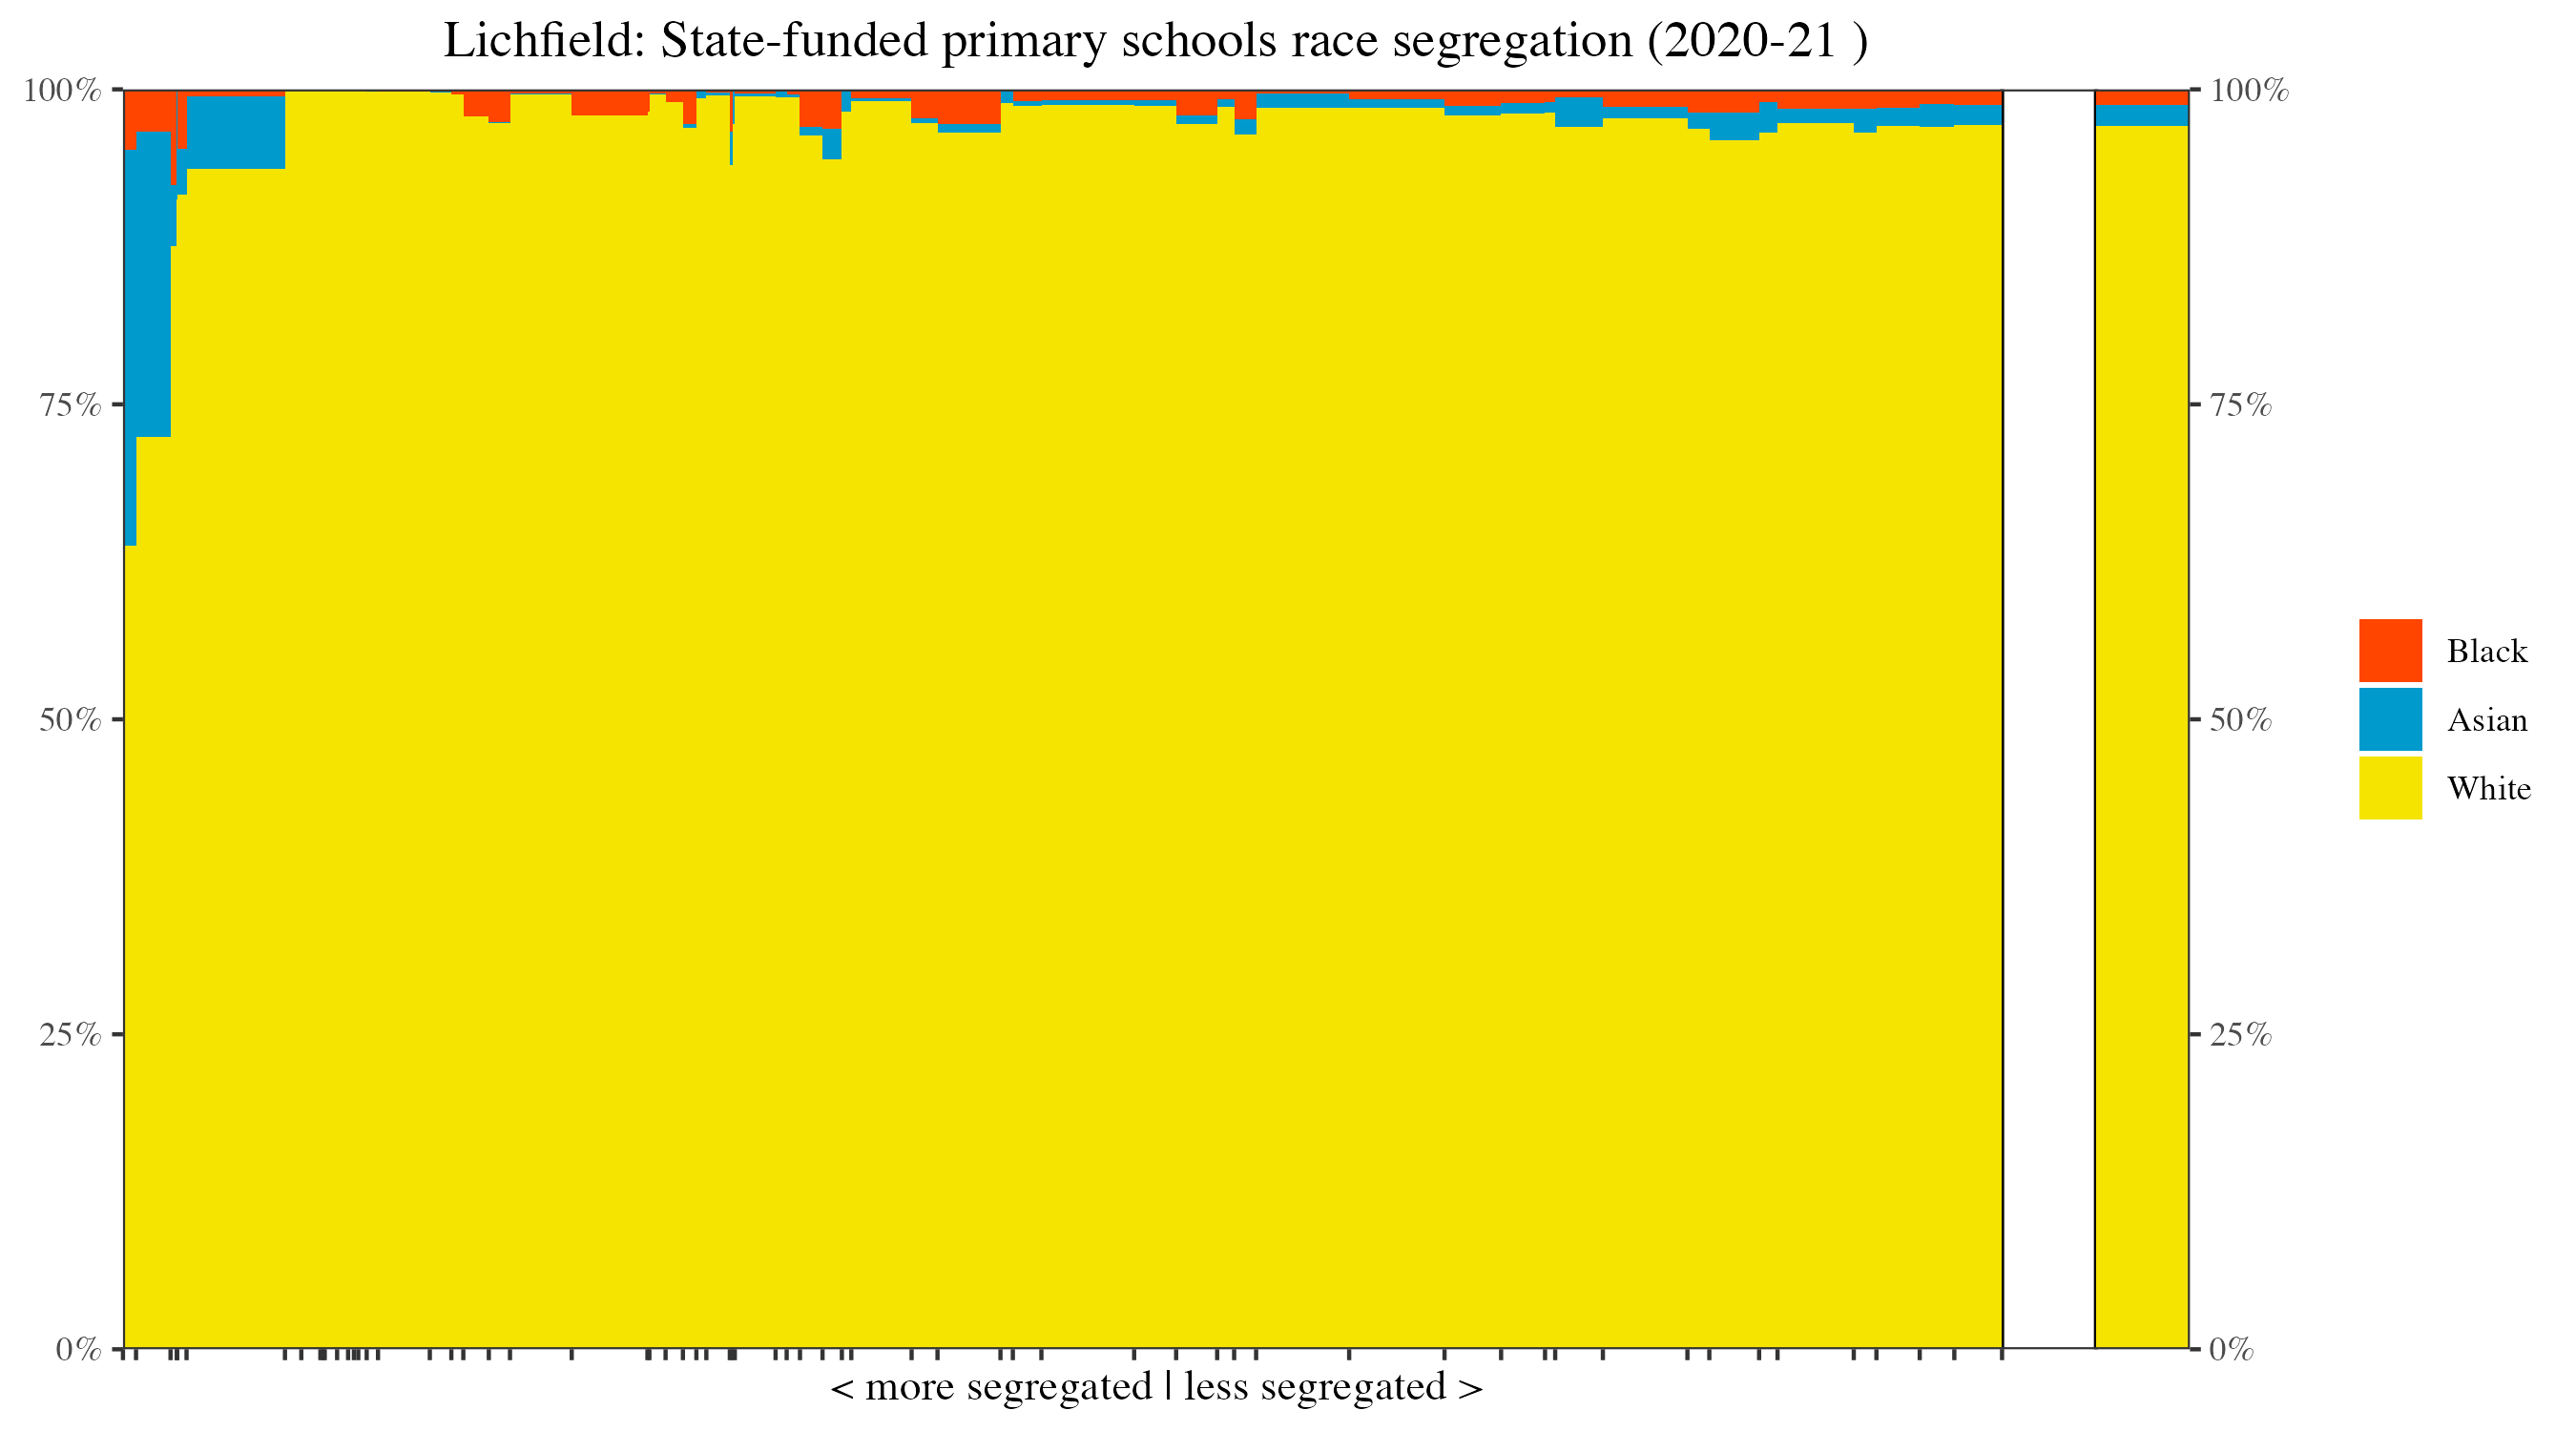 Lichfield: State-funded primary schools race segregation (2020-21 )
100%
75%
50%
25%
0%
100%
75%
50%
25%
0%
Black
Asian
White
< more segregated | less segregated >